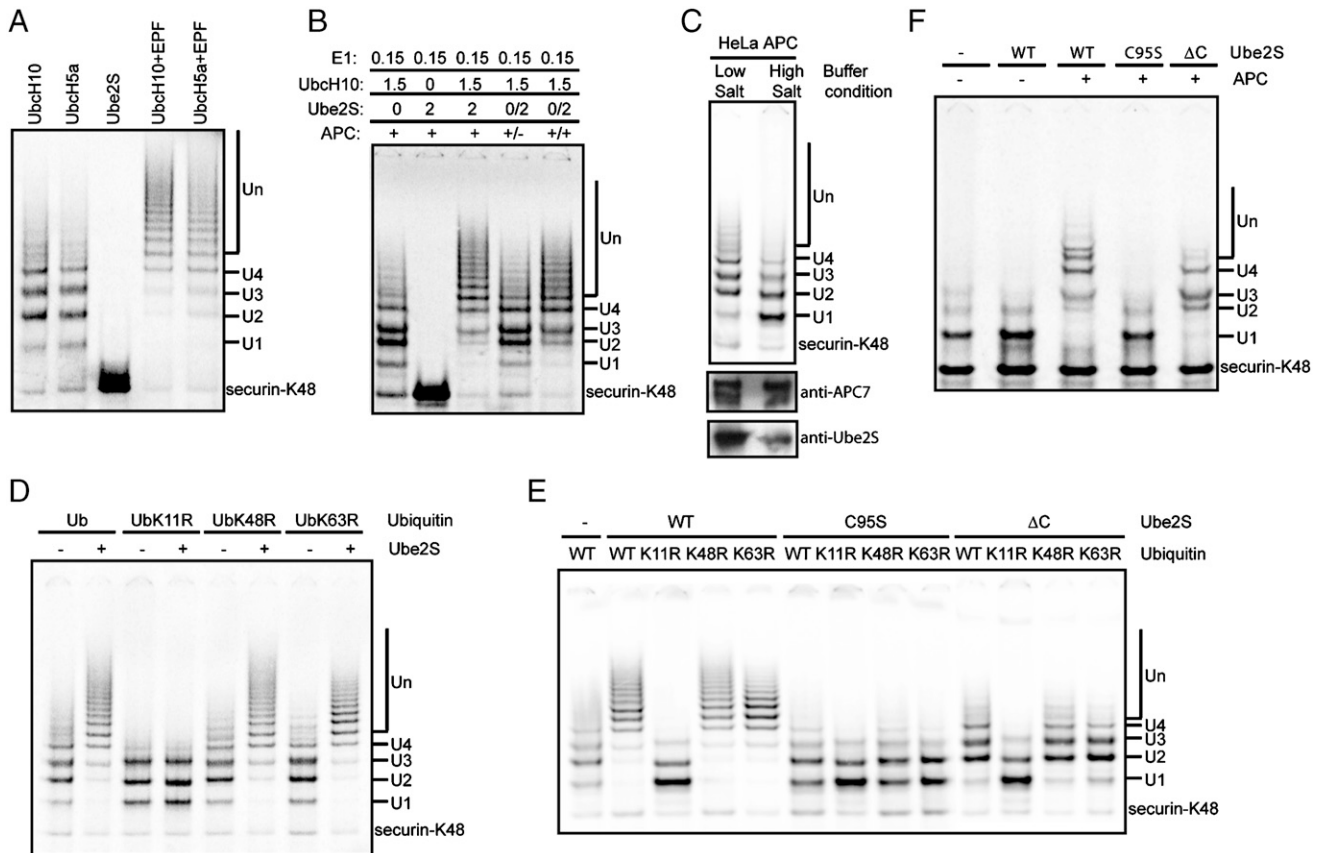 A
UbcH10
UbcH5a
Ube2S
UbcH10+EPF
UbcH5a+EPF
Un
U4
U3
U2
U1
securin-K48
B
E1: 0.15 0.15 0.15 0.15 0.15
UbcH10: 1.5 0 1.5 1.5 1.5
Ube2S: 0 2 2 0/2 0/2
APC: + + + +/- +/+
Un
U4
U3
U2
U1
securin-K48
C
HeLa APC
Low Salt High Salt Buffer condition
Un
U4
U3
U2
U1
securin-K48
anti-APC7
anti-Ube2S
F
- WT WT C95S ΔC Ube2S
- - + + + APC
Un
U4
U3
U2
U1
securin-K48
D
Ub UbK11R UbK48R UbK63R Ubiquitin
- + - + - + - + Ube2S
Un
U4
U3
U2
U1
securin-K48
E
- WT C95S ΔC Ube2S
WT WT K11R K48R K63R WT K11R K48R K63R WT K11R K48R K63R Ubiquitin
Un
U4
U3
U2
U1
securin-K48